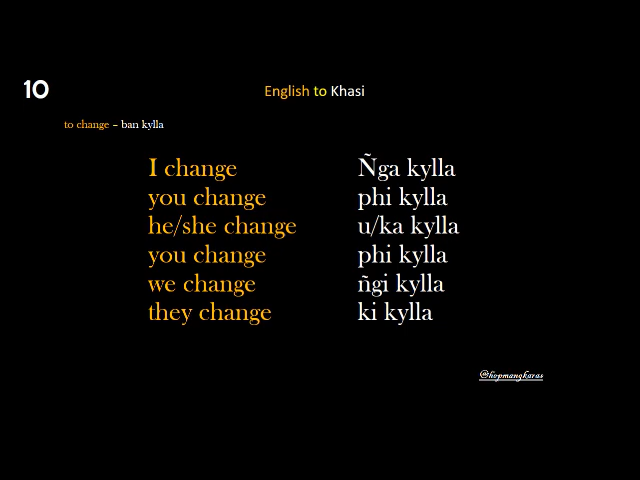 10
English to Khasi
to change – ban kylla
I change Ñga kylla
you change phi kylla
he/she change u/ka kylla
you change phi kylla
we change ñgi kylla
they change ki kylla
@hopmangkaras